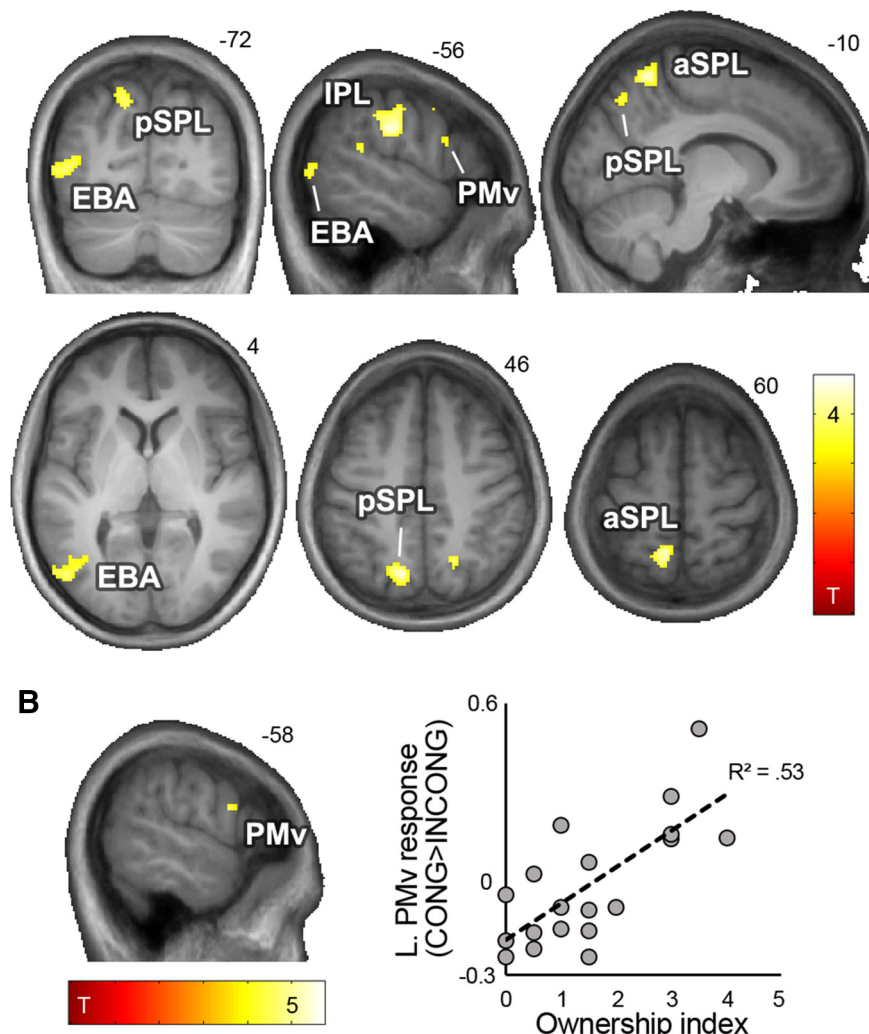 -72
pSPL
EBA
-56
IPL
PMv
EBA
-10
aSPL
pSPL
4
EBA
46
pSPL
60
aSPL
4
T
B
-58
PMv
T 5
L. PMv response
(CONG>INCONG)
0.6
0
-0.3
R² = .53
0 1 2 3 4 5
Ownership index